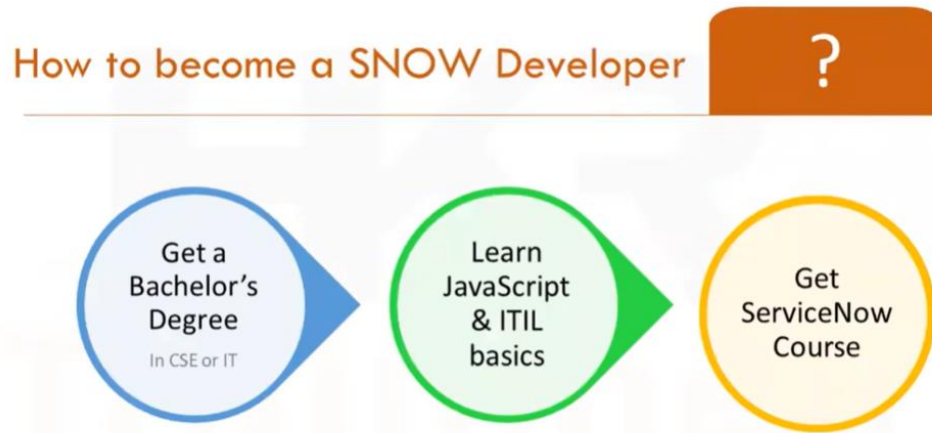 How to become a SNOW Developer
?
Get a
Bachelor's
Degree
In CSE or IT
Learn
JavaScript
& ITIL
basics
Get
ServiceNow
Course